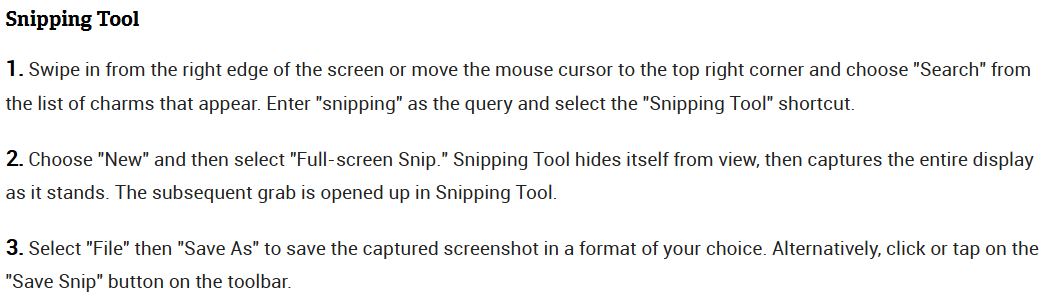 Snipping Tool
1. Swipe in from the right edge of the screen or move the mouse cursor to the top right corner and choose "Search" from
the list of charms that appear. Enter "snipping" as the query and select the "Snipping Tool" shortcut.
2. Choose "New" and then select "Full-screen Snip." Snipping Tool hides itself from view, then captures the entire display
as it stands. The subsequent grab is opened up in Snipping Tool.
3. Select "File" then "Save As" to save the captured screenshot in a format of your choice. Alternatively, click or tap on the
"Save Snip" button on the toolbar.